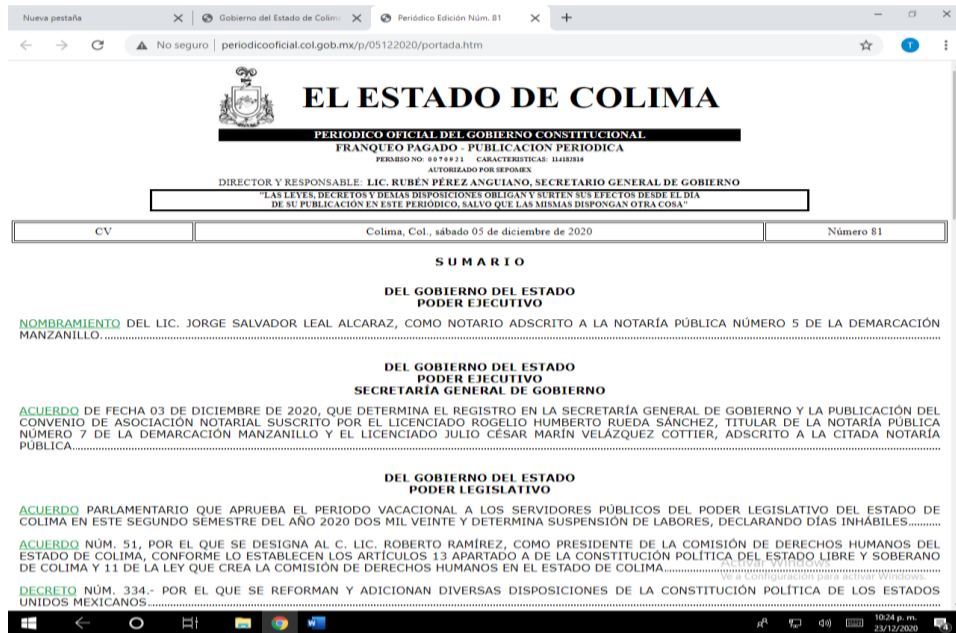 Nueva pestaña
Gobierno del Estado de Colim
Periódico Edición Núm. 81
No seguro | periodicooficial.col.gob.mx/p/05122020/portada.htm
T
EL ESTADO DE COLIMA
PERIODICO OFICIAL DEL GOBIERNO CONSTITUCIONAL
FRANQUEO PAGADO - PUBLICACION PERIODICA
PERMISO NO: 0070921 CARACTERISTICAS: 114182816
AUTORIZADO POR SEPOMEX
DIRECTOR Y RESPONSABLE: LIC. RUBÉN PÉREZ ANGUIANO, SECRETARIO GENERAL DE GOBIERNO
"LAS LEYES, DECRETOS Y DEMAS DISPOSICIONES OBLIGAN Y SURTEN SUS EFECTOS DESDE EL DIA
DE SU PUBLICACIÓN EN ESTE PERIÓDICO, SALVO QUE LAS MISMAS DISPONGAN OTRA COSA"
CV
Colima, Col., sábado 05 de diciembre de 2020
Número 81
S U M A R I O
DEL GOBIERNO DEL ESTADO
PODER EJECUTIVO
NOMBRAMIENTO DEL LIC. JORGE SALVADOR LEAL ALCARAZ, COMO NOTARIO ADSCRITO A LA NOTARÍA PÚBLICA NÚMERO 5 DE LA DEMARCACIÓN
MANZANILLO.
DEL GOBIERNO DEL ESTADO
PODER EJECUTIVO
SECRETARÍA GENERAL DE GOBIERNO
ACUERDO DE FECHA 03 DE DICIEMBRE DE 2020, QUE DETERMINA EL REGISTRO EN LA SECRETARÍA GENERAL DE GOBIERNO Y LA PUBLICACIÓN DEL
CONVENIO DE ASOCIACIÓN NOTARIAL SUSCRITO POR EL LICENCIADO ROGELIO HUMBERTO RUEDA SÁNCHEZ, TITULAR DE LA NOTARÍA PÚBLICA
NÚMERO 7 DE LA DEMARCACIÓN MANZANILLO Y EL LICENCIADO JULIO CÉSAR MARÍN VELÁZQUEZ COTTIER, ADSCRITO A LA CITADA NOTARÍA
PÚBLICA.
DEL GOBIERNO DEL ESTADO
PODER LEGISLATIVO
ACUERDO PARLAMENTARIO QUE APRUEBA EL PERIODO VACACIONAL A LOS SERVIDORES PÚBLICOS DEL PODER LEGISLATIVO DEL ESTADO DE
COLIMA EN ESTE SEGUNDO SEMESTRE DEL AÑO 2020 DOS MIL VEINTE Y DETERMINA SUSPENSIÓN DE LABORES, DECLARANDO DÍAS INHÁBILES.
ACUERDO NÚM. 51, POR EL QUE SE DESIGNA AL C. LIC. ROBERTO RAMÍREZ, COMO PRESIDENTE DE LA COMISIÓN DE DERECHOS HUMANOS DEL
ESTADO DE COLIMA, CONFORME LO ESTABLECEN LOS ARTÍCULOS 13 APARTADO A DE LA CONSTITUCIÓN POLÍTICA DEL ESTADO LIBRE Y SOBERANO
DE COLIMA Y 11 DE LA LEY QUE CREA LA COMISIÓN DE DERECHOS HUMANOS EN EL ESTADO DE COLIMA.
Activar Windows
Ve a Configuración para activar Windows.
DECRETO NÚM. 334.- POR EL QUE SE REFORMAN Y ADICIONAN DIVERSAS DISPOSICIONES DE LA CONSTITUCIÓN POLÍTICA DE LOS ESTADOS
UNIDOS MEXICANOS.
10:24 p. m.
23/12/2020